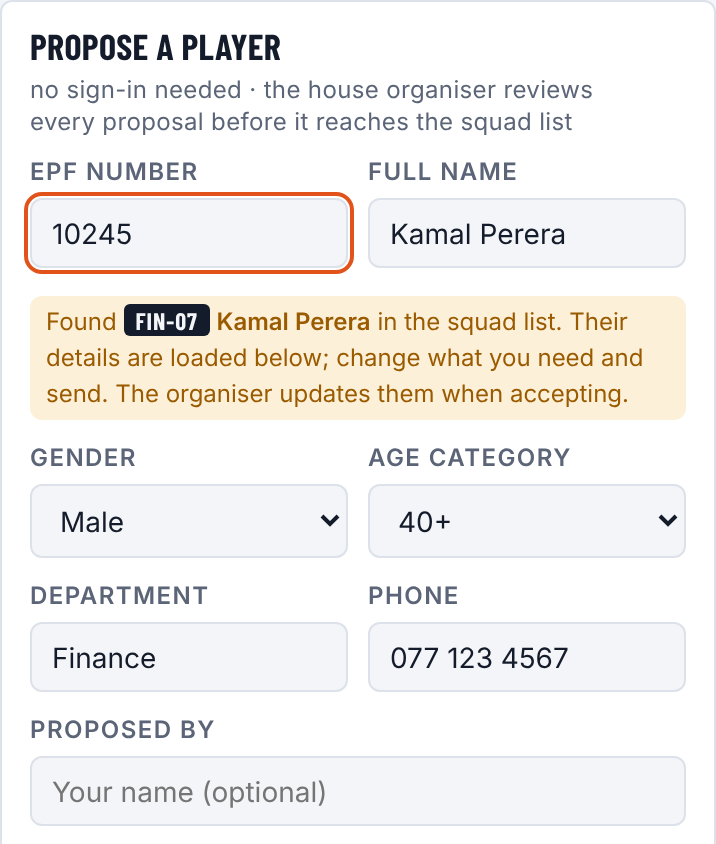 PROPOSE A PLAYER
no sign-in needed · the house organiser reviews
every proposal before it reaches the squad list
EPF NUMBER
FULL NAME
10245
Kamal Perera
Found FIN-07 Kamal Perera in the squad list. Their
details are loaded below; change what you need and
send. The organiser updates them when accepting.
GENDER
AGE CATEGORY
Male
40+
DEPARTMENT
PHONE
Finance
077 123 4567
PROPOSED BY
Your name (optional)